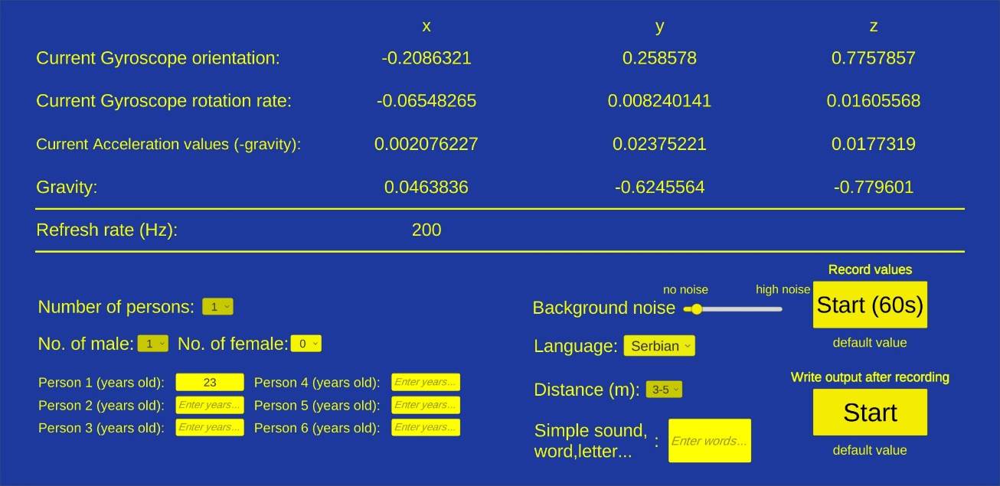 x y z
Current Gyroscope orientation: -0.2086321 0.258578 0.7757857
Current Gyroscope rotation rate: -0.06548265 0.008240141 0.01605568
Current Acceleration values (-gravity): 0.002076227 0.02375221 0.0177319
Gravity: 0.0463836 -0.6245564 -0.779601
Refresh rate (Hz): 200
Number of persons: 1
No. of male: 1 No. of female: 0
Person 1 (years old): 23 Person 4 (years old): Enter years...
Person 2 (years old): Enter years... Person 5 (years old): Enter years...
Person 3 (years old): Enter years... Person 6 (years old): Enter years...
no noise high noise
Background noise
Language: Serbian
Distance (m): 3-5
Simple sound,
word,letter... : Enter words...
Record values
Start (60s)
default value
Write output after recording
Start
default value